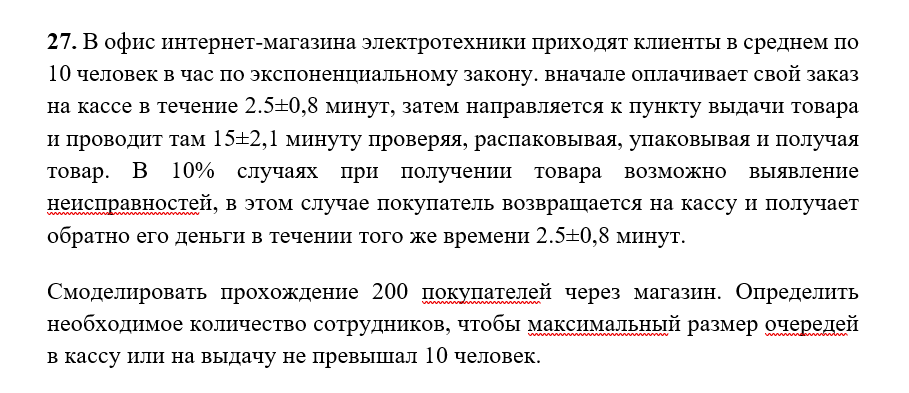 27. В офис интернет-магазина электротехники приходят клиенты в среднем по
10 человек в час по экспоненциальному закону. вначале оплачивает свой заказ
на кассе в течение 2.5±0,8 минут, затем направляется к пункту выдачи товара
и проводит там 15±2,1 минуту проверяя, распаковывая, упаковывая и получая
товар. В 10% случаях при получении товара возможно выявление
неисправностей, в этом случае покупатель возвращается на кассу и получает
обратно его деньги в течении того же времени 2.5±0,8 минут.
Смоделировать прохождение 200 покупателей через магазин. Определить
необходимое количество сотрудников, чтобы максимальный размер очередей
в кассу или на выдачу не превышал 10 человек.